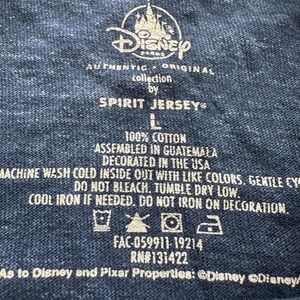 Disney
PARKS
AUTHENTIC • ORIGINAL
collection
by
SPIRIT JERSEY®
L
100% COTTON
ASSEMBLED IN GUATEMALA
DECORATED IN THE USA
MACHINE WASH COLD INSIDE OUT WITH LIKE COLORS. GENTLE CYC
DO NOT BLEACH. TUMBLE DRY LOW.
COOL IRON IF NEEDED. DO NOT IRON ON DECORATION.
FAC-059911-19214
RN#131422
As to Disney and Pixar Properties: ©Disney ©Disney/